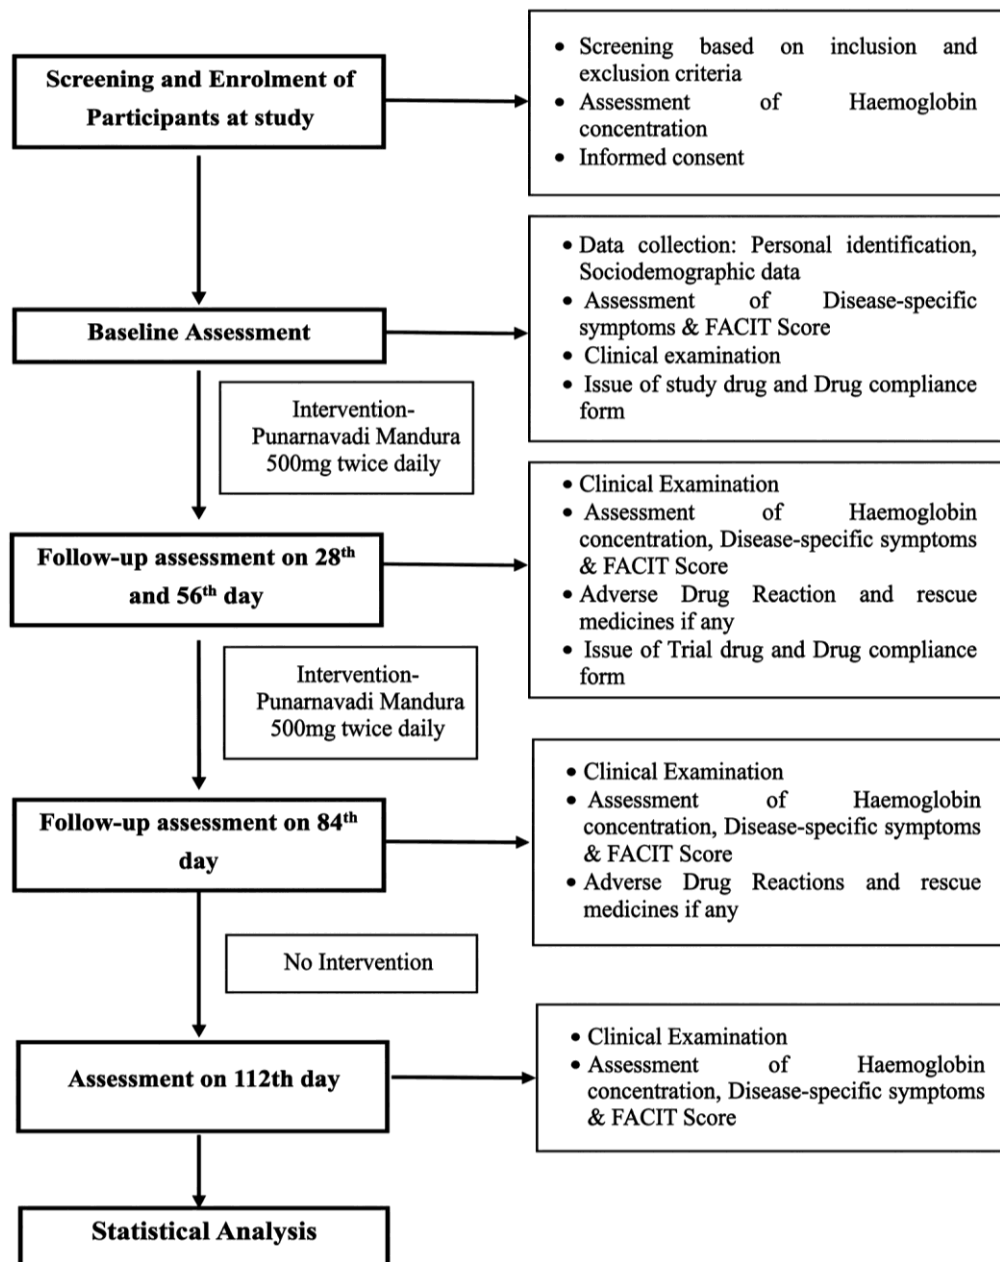 Screening and Enrolment of
Participants at study
• Screening based on inclusion and
exclusion criteria
• Assessment of Haemoglobin
concentration
• Informed consent
Baseline Assessment
• Data collection: Personal identification,
Sociodemographic data
• Assessment of Disease-specific
symptoms & FACIT Score
• Clinical examination
• Issue of study drug and Drug compliance
form
Intervention-
Punarnavadi Mandura
500mg twice daily
Follow-up assessment on 28th
and 56th day
• Clinical Examination
• Assessment of Haemoglobin
concentration, Disease-specific symptoms
& FACIT Score
• Adverse Drug Reaction and rescue
medicines if any
• Issue of Trial drug and Drug compliance
form
Intervention-
Punarnavadi Mandura
500mg twice daily
Follow-up assessment on 84th
day
• Clinical Examination
• Assessment of Haemoglobin
concentration, Disease-specific symptoms
& FACIT Score
• Adverse Drug Reactions and rescue
medicines if any
No Intervention
Assessment on 112th day
• Clinical Examination
• Assessment of Haemoglobin
concentration, Disease-specific symptoms
& FACIT Score
Statistical Analysis